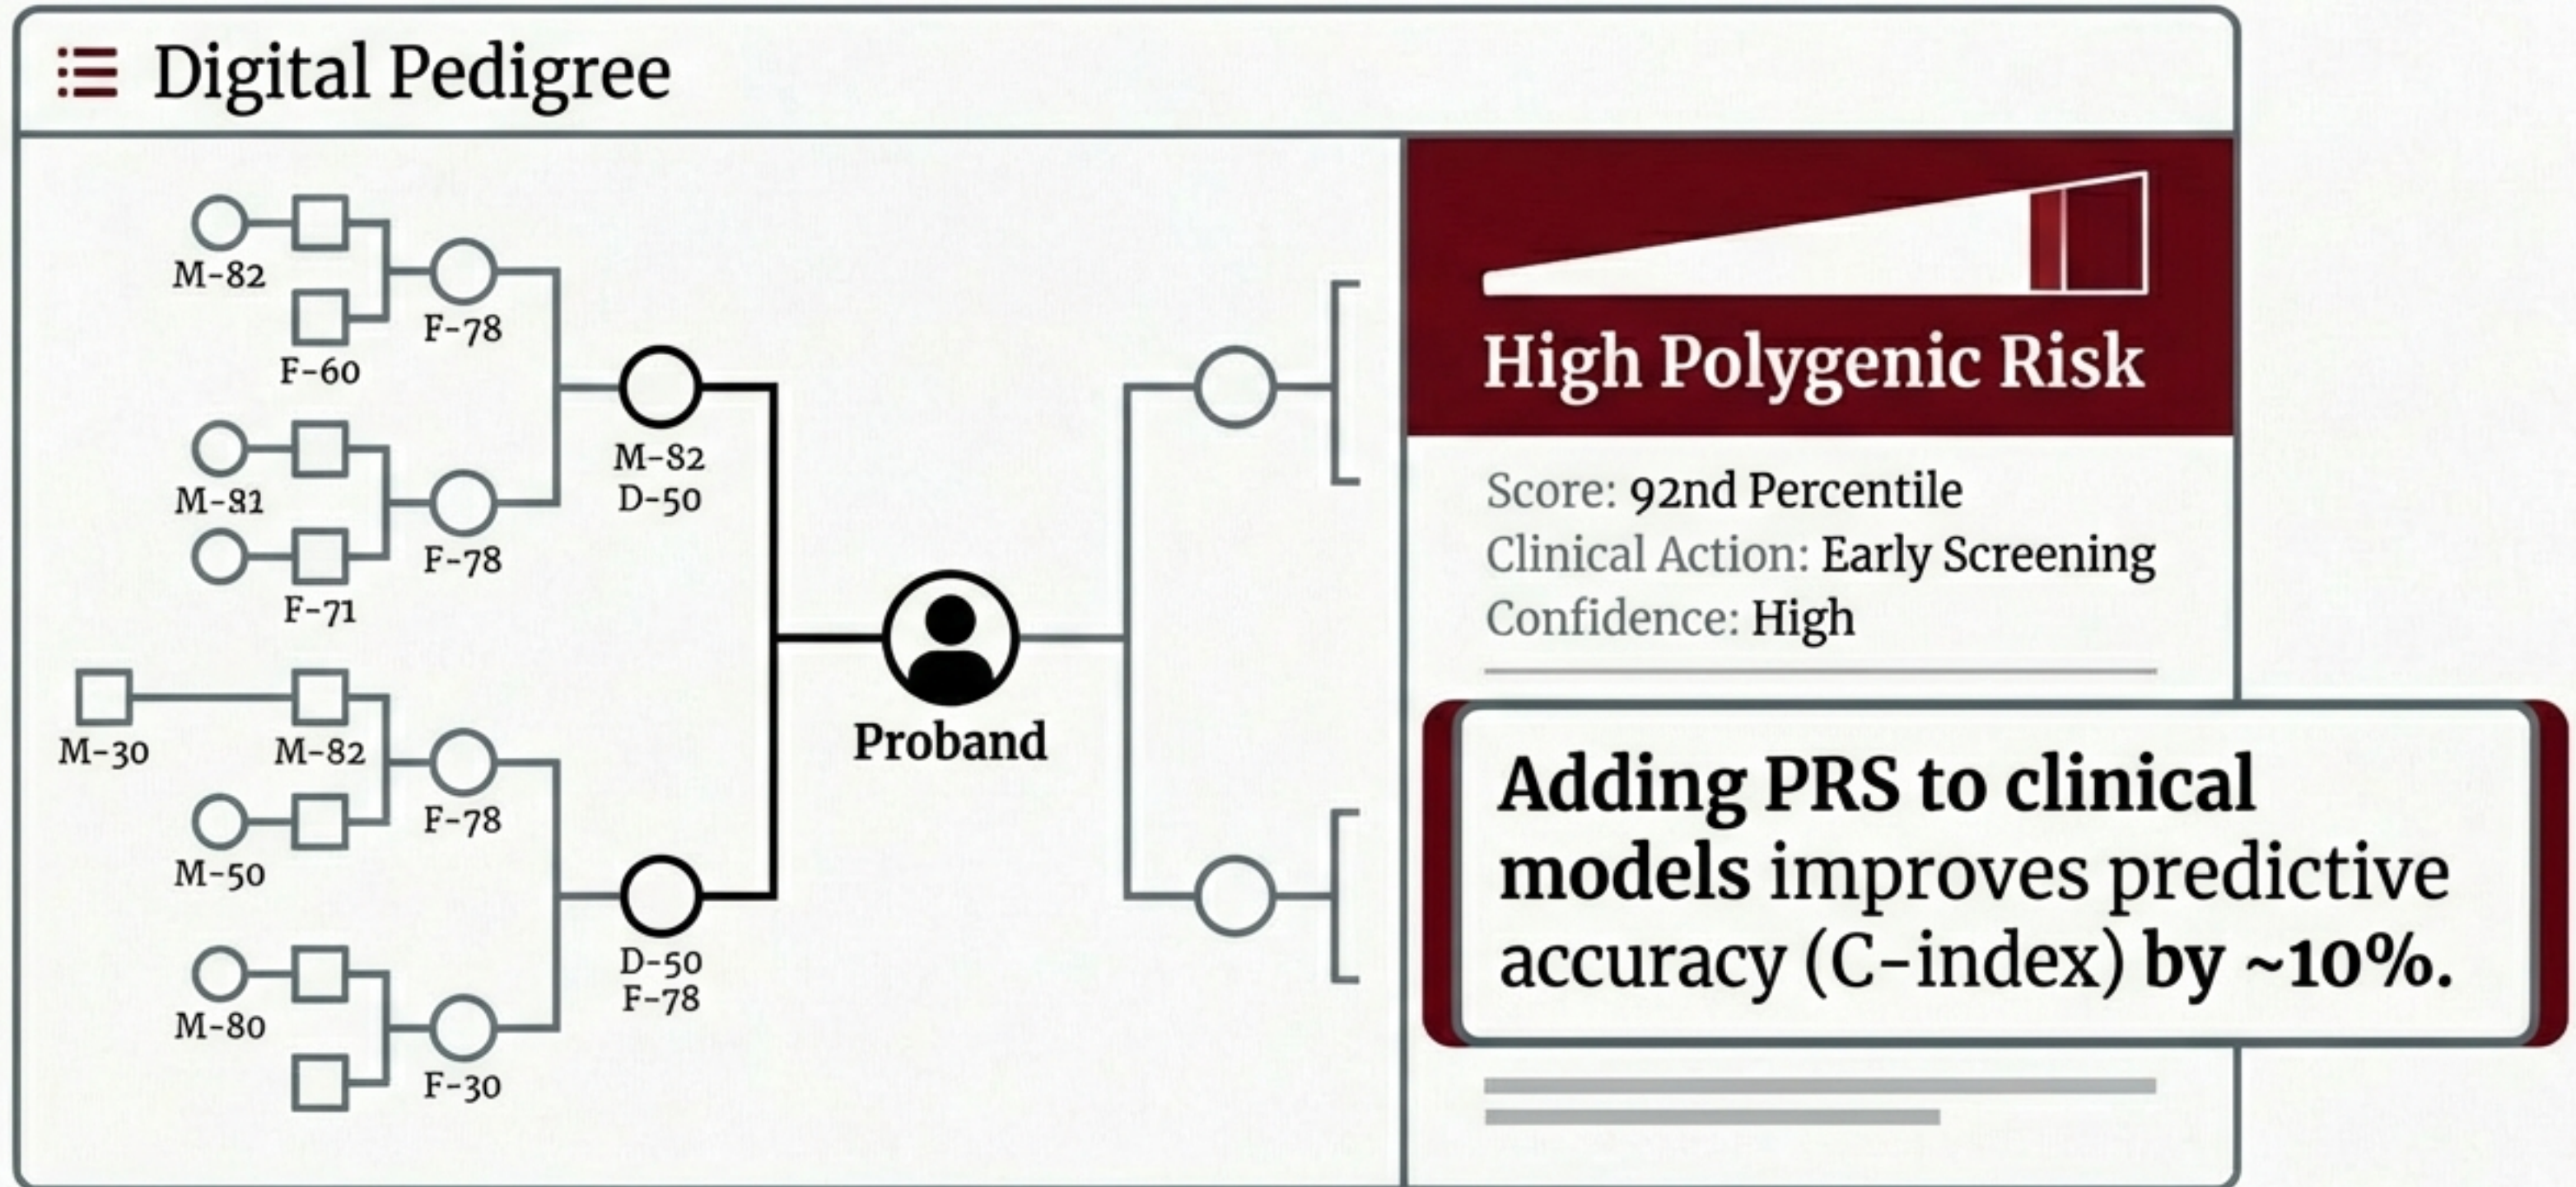 Digital Pedigree
M-82
F-60
F-78
M-81
F-71
F-78
M-82
D-50
M-30
M-82
F-78
M-50
M-80
F-30
D-50
F-78
Proband
High Polygenic Risk
Score: 92nd Percentile
Clinical Action: Early Screening
Confidence: High
Adding PRS to clinical
models improves predictive
accuracy (C-index) by ~10%.